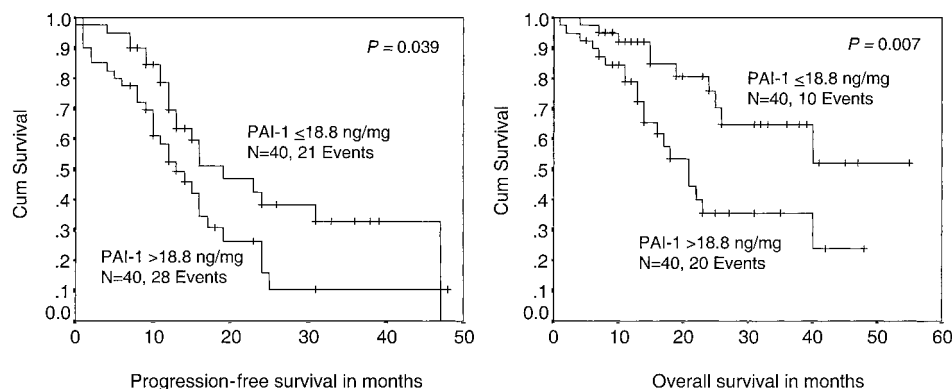 1.0
.9
.8
.7
.6
.5
.4
.3
.2
.1
0.0
Cum Survival
P = 0.039
PAI-1 ≤18.8 ng/mg
N=40, 21 Events
PAI-1 >18.8 ng/mg
N=40, 28 Events
0 10 20 30 40 50
Progression-free survival in months
1.0
.9
.8
.7
.6
.5
.4
.3
.2
.1
0.0
Cum Survival
P = 0.007
PAI-1 ≤18.8 ng/mg
N=40, 10 Events
PAI-1 >18.8 ng/mg
N=40, 20 Events
0 10 20 30 40 50 60
Overall survival in months